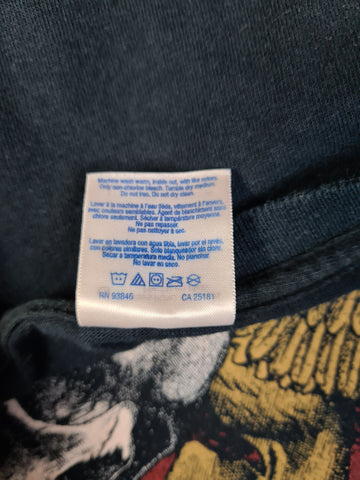 Machine wash warm, inside out, with like colors.
Only non-chlorine bleach. Tumble dry medium.
Do not iron. Do not dry clean.
Laver à la machine à l'eau tiède, vêtement à l'envers,
avec couleurs semblables. Agent de blanchiment sans
chlore seulement. Sécher à température moyenne.
Ne pas repasser.
Ne pas nettoyer à sec.
Lavar en lavadora con agua tibia, lavar por el revés,
con colores similares. Solo blanqueador sin cloro.
Secar a temperatura media. No planchar.
No lavar en seco.
RN 93846 CA 25181